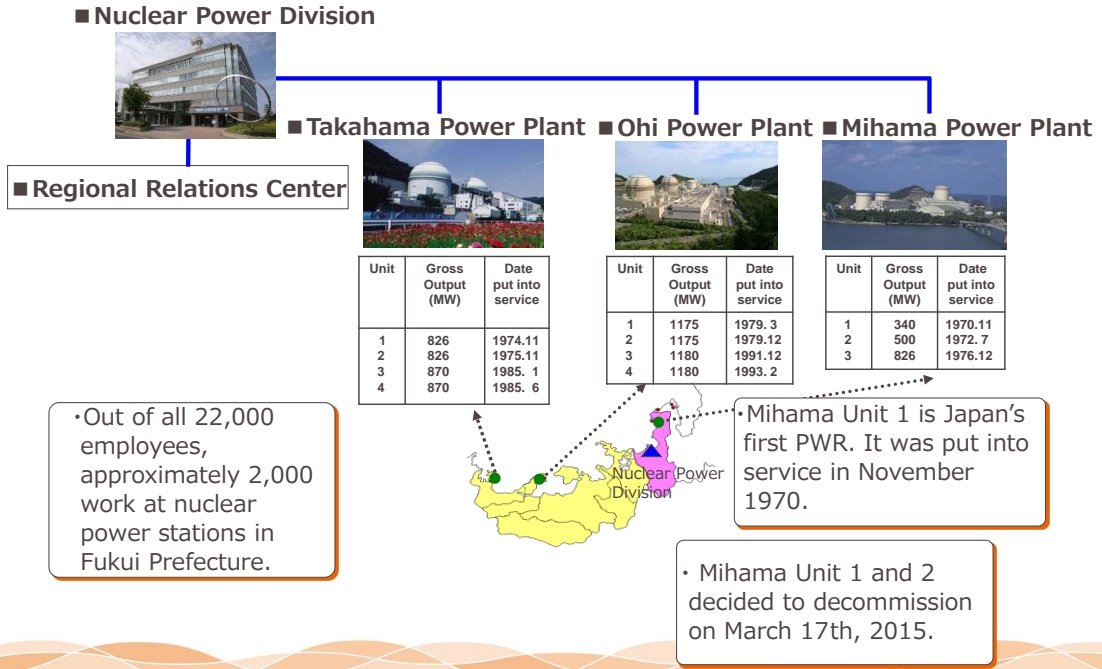 ■Nuclear Power Division
■Takahama Power Plant
■Ohi Power Plant
■Mihama Power Plant
■Regional Relations Center
Unit Gross Output (MW) Date put into service
1 826 1974.11
2 826 1975.11
3 870 1985. 1
4 870 1985. 6
Unit Gross Output (MW) Date put into service
1 1175 1979. 3
2 1175 1979.12
3 1180 1991.12
4 1180 1993. 2
Unit Gross Output (MW) Date put into service
1 340 1970.11
2 500 1972. 7
3 826 1976.12
・Out of all 22,000
employees,
approximately 2,000
work at nuclear
power stations in
Fukui Prefecture.
Nuclear Power
Division
・Mihama Unit 1 is Japan’s
first PWR. It was put into
service in November
1970.
・ Mihama Unit 1 and 2
decided to decommission
on March 17th, 2015.